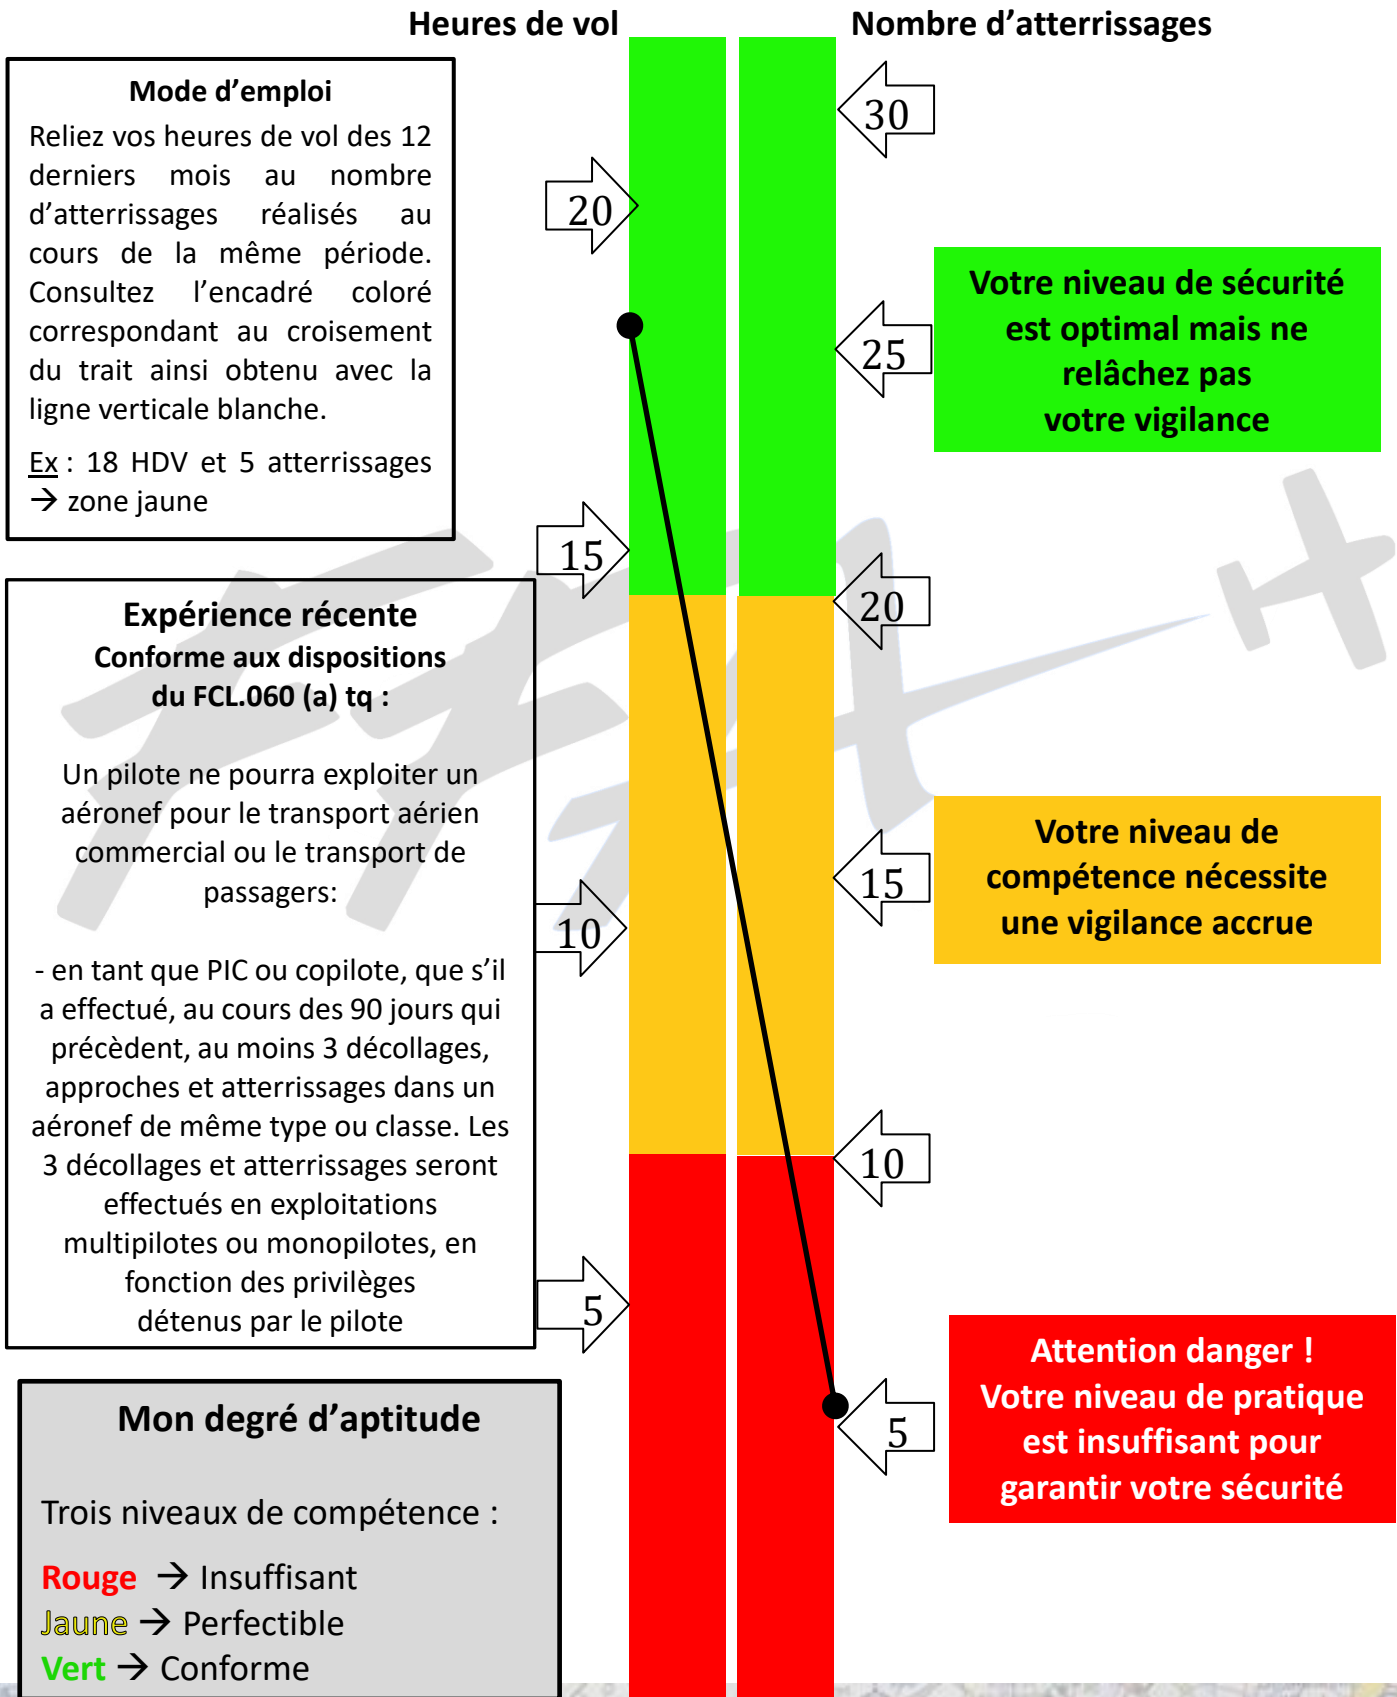 Heures de vol
Nombre d’atterrissages
Mode d’emploi
Reliez vos heures de vol des 12
derniers mois au nombre
d’atterrissages réalisés au
cours de la même période.
Consultez l’encadré coloré
correspondant au croisement
du trait ainsi obtenu avec la
ligne verticale blanche.
Ex : 18 HDV et 5 atterrissages
→ zone jaune
Expérience récente
Conforme aux dispositions
du FCL.060 (a) tq :
Un pilote ne pourra exploiter un
aéronef pour le transport aérien
commercial ou le transport de
passagers:
- en tant que PIC ou copilote, que s’il
a effectué, au cours des 90 jours qui
précèdent, au moins 3 décollages,
approches et atterrissages dans un
aéronef de même type ou classe. Les
3 décollages et atterrissages seront
effectués en exploitations
multipilotes ou monopilotes, en
fonction des privilèges
détenus par le pilote
Mon degré d’aptitude
Trois niveaux de compétence :
Rouge → Insuffisant
Jaune → Perfectible
Vert → Conforme
20
15
10
5
30
25
20
15
10
5
Votre niveau de sécurité
est optimal mais ne
relâchez pas
votre vigilance
Votre niveau de
compétence nécessite
une vigilance accrue
Attention danger !
Votre niveau de pratique
est insuffisant pour
garantir votre sécurité
FFA